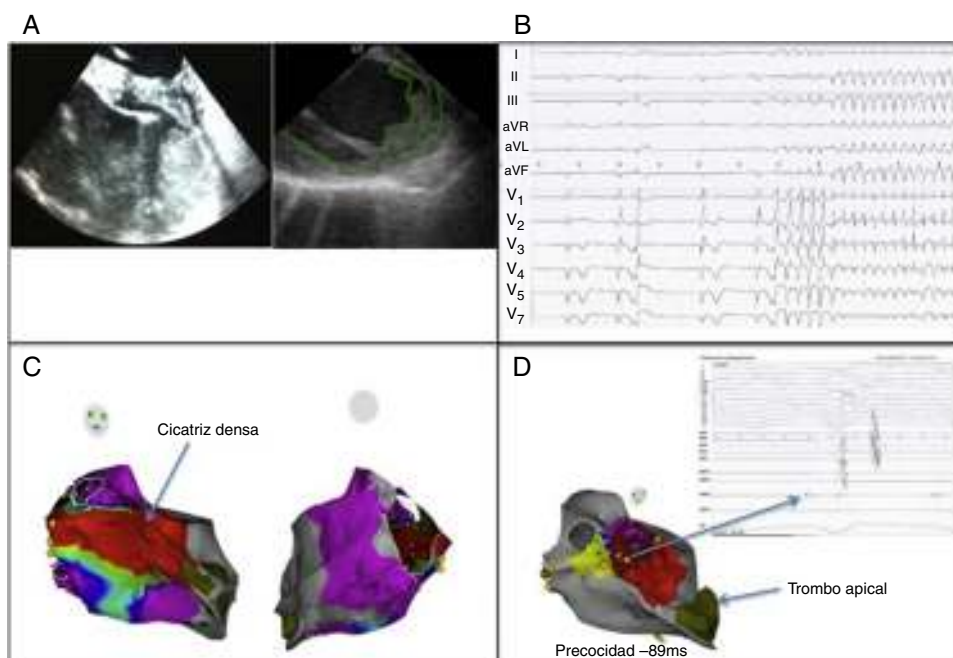 A
B
I
II
III
aVR
aVL
aVF
V1
V2
V3
V4
V5
V7
C
Cicatriz densa
D
Trombo apical
Precocidad –89ms